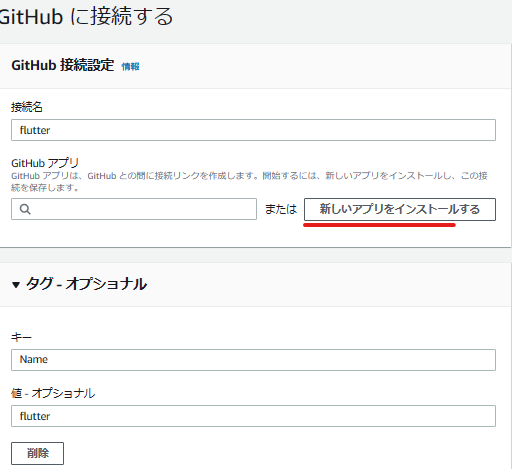 GitHub に接続する
GitHub 接続設定 情報
接続名
flutter
GitHub アプリ
GitHub アプリは、GitHub との間に接続リンクを作成します。開始するには、新しいアプリをインストールし、この接
続を保存します。
または 新しいアプリをインストールする
▼ タグ - オプショナル
キー
Name
値 - オプショナル
flutter
削除